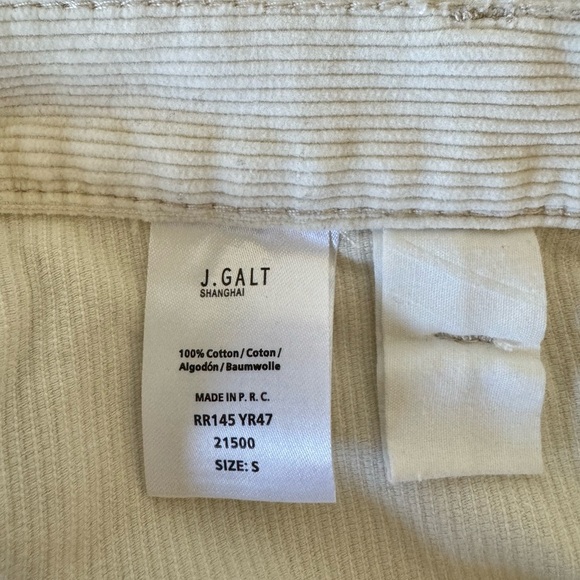 J.GALT
SHANGHAI
100% Cotton / Coton /
Algodón / Baumwolle
MADE IN P. R. C.
RR145 YR47
21500
SIZE: S